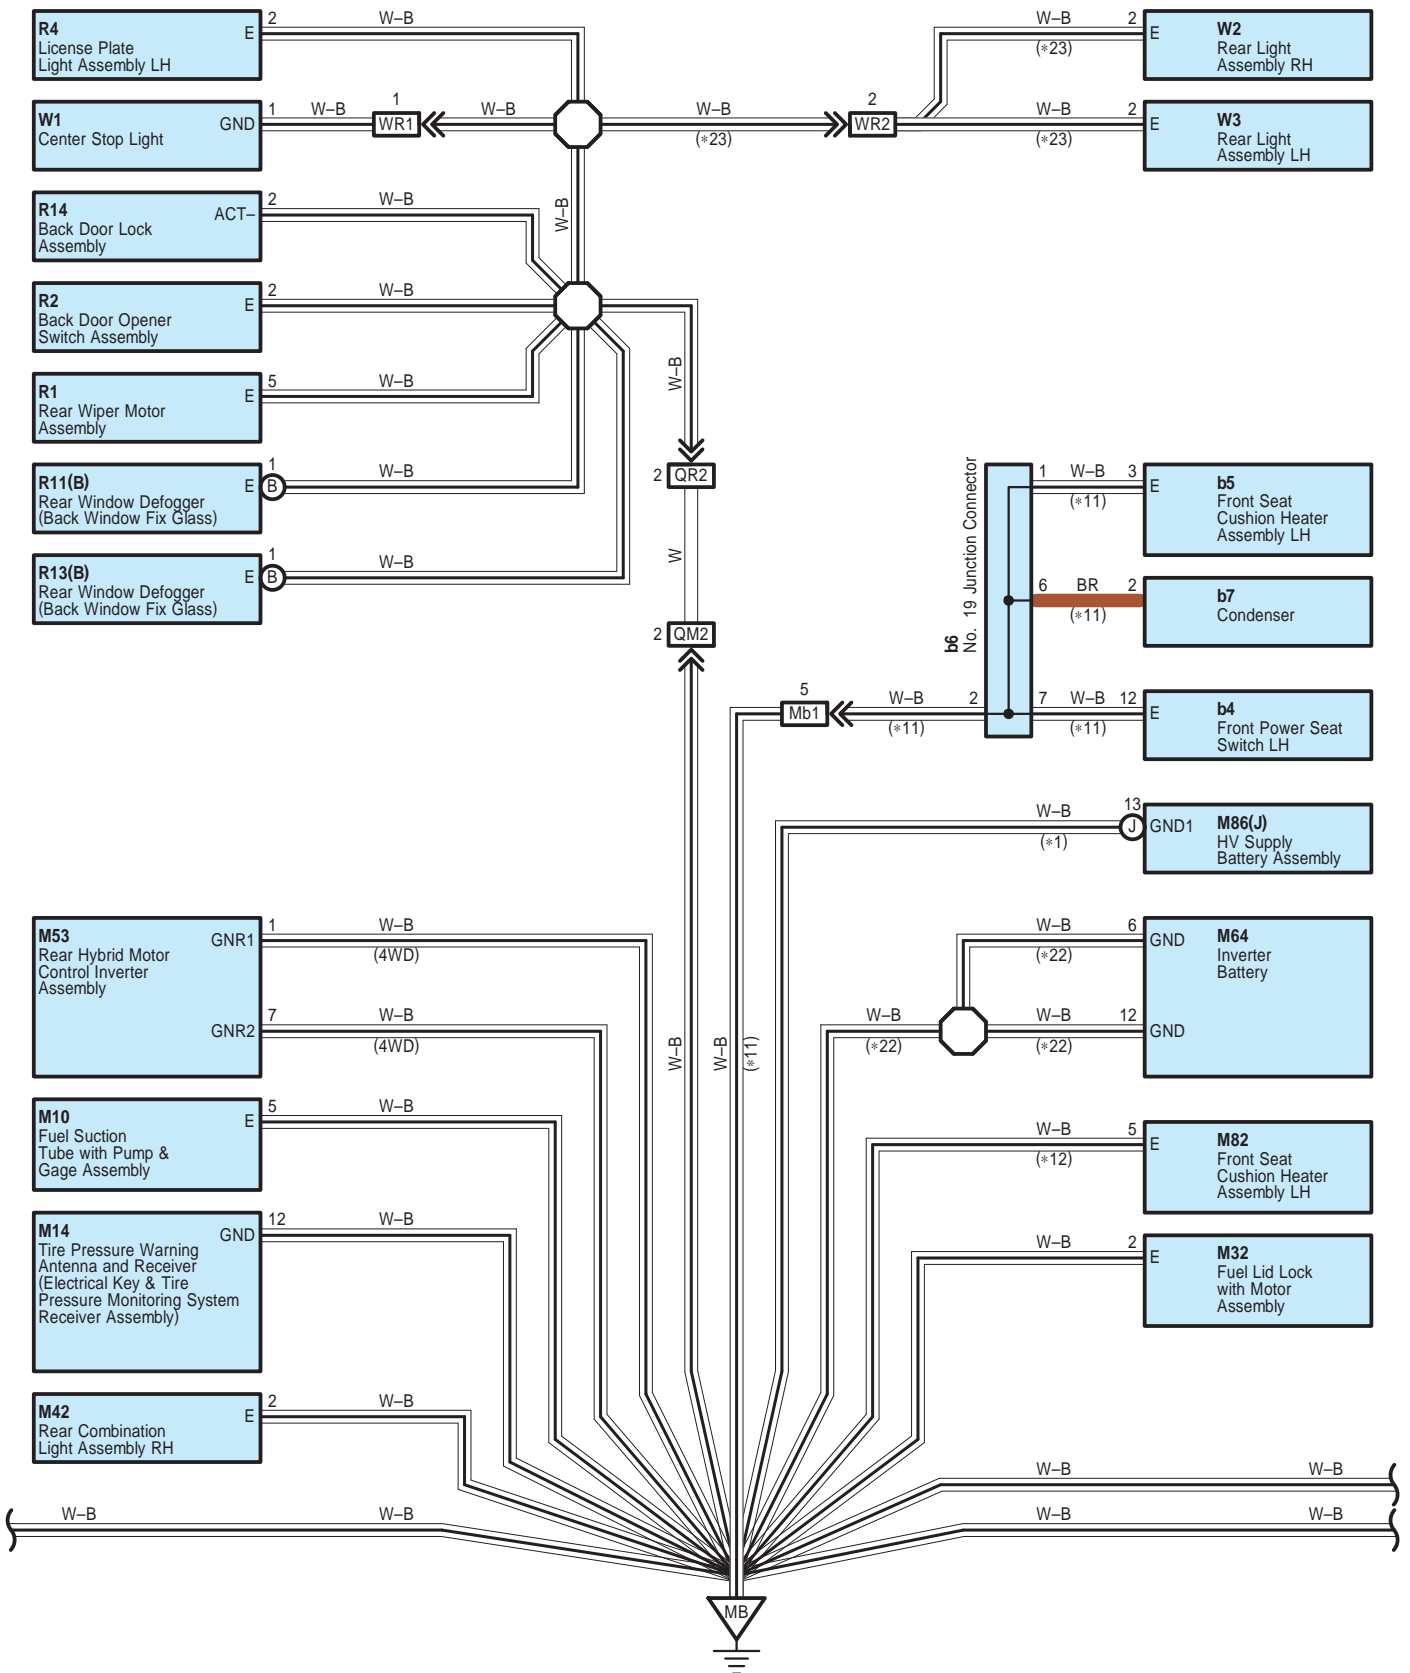 R4
License Plate
Light Assembly LH
E
2
W–B
W–B
(∗23)
2
E
W2
Rear Light
Assembly RH
W1
Center Stop Light
GND
1
W–B
1
WR1
W–B
W–B
(∗23)
2
WR2
W–B
(∗23)
2
E
W3
Rear Light
Assembly LH
W–B
R14
Back Door Lock
Assembly
ACT–
2
W–B
R2
Back Door Opener
Switch Assembly
E
2
W–B
W–B
R1
Rear Wiper Motor
Assembly
E
5
W–B
R11(B)
Rear Window Defogger
(Back Window Fix Glass)
E
1
B
W–B
2
QR2
W
R13(B)
Rear Window Defogger
(Back Window Fix Glass)
E
1
B
W–B
2
QM2
b6
No. 19 Junction Connector
1
W–B
(∗11)
3
E
b5
Front Seat
Cushion Heater
Assembly LH
6
BR
(∗11)
2
b7
Condenser
5
Mb1
W–B
(∗11)
2
7
W–B
(∗11)
12
E
b4
Front Power Seat
Switch LH
W–B
(∗1)
13
J
GND1
M86(J)
HV Supply
Battery Assembly
M53
Rear Hybrid Motor
Control Inverter
Assembly
GNR1
1
W–B
(4WD)
GNR2
7
W–B
(4WD)
W–B
W–B
(∗11)
W–B
(∗22)
6
GND
M64
Inverter
Battery
W–B
(∗22)
W–B
(∗22)
12
GND
M10
Fuel Suction
Tube with Pump &
Gage Assembly
E
5
W–B
W–B
(∗12)
5
E
M82
Front Seat
Cushion Heater
Assembly LH
M14
Tire Pressure Warning
Antenna and Receiver
(Electrical Key & Tire
Pressure Monitoring System
Receiver Assembly)
GND
12
W–B
W–B
2
E
M32
Fuel Lid Lock
with Motor
Assembly
M42
Rear Combination
Light Assembly RH
E
2
W–B
W–B
W–B
W–B
W–B
W–B
W–B
MB